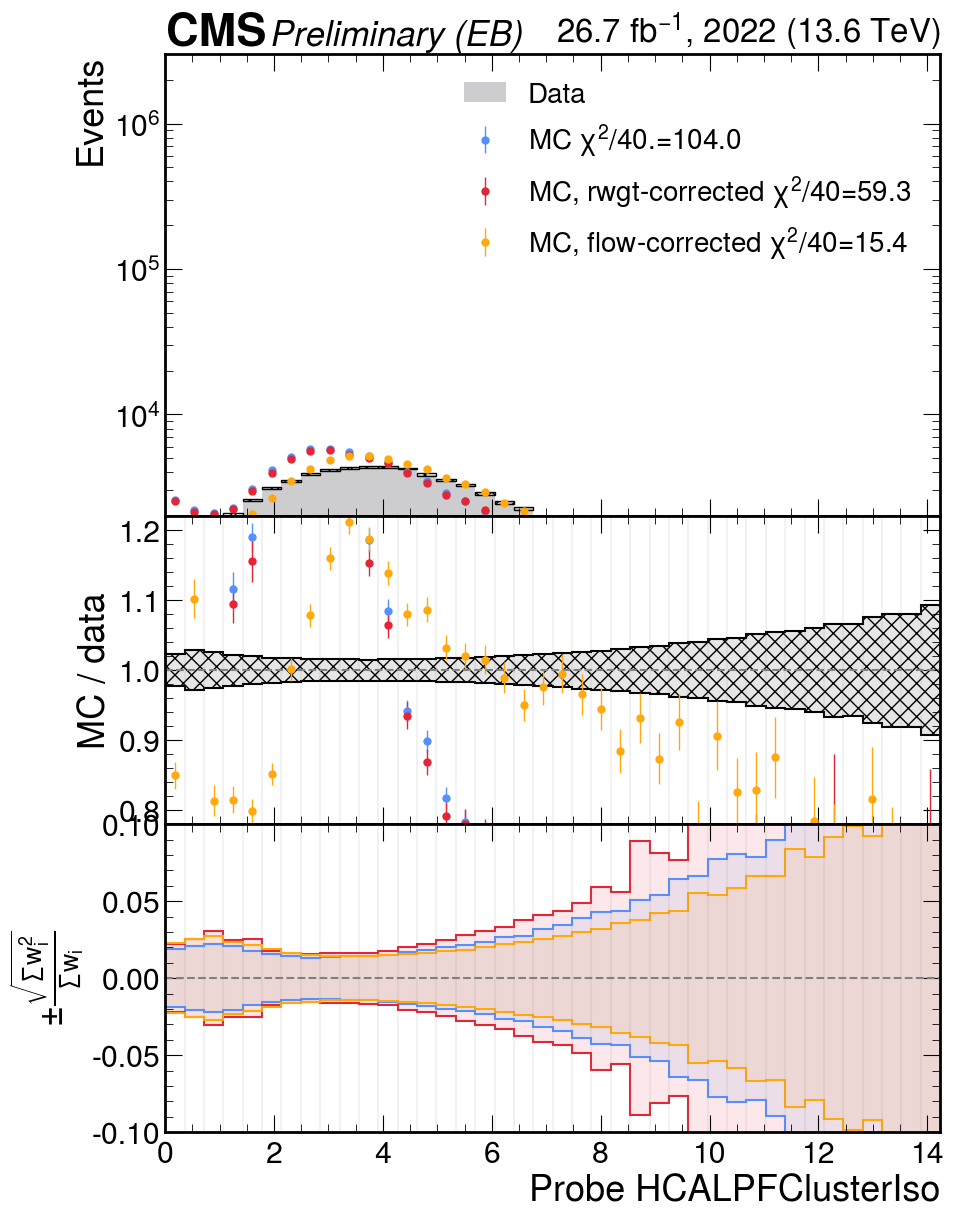 CMS Preliminary (EB) 26.7 fb⁻¹, 2022 (13.6 TeV)
Events
10⁶
10⁵
10⁴
Data
MC χ²/40.=104.0
MC, rwgt-corrected χ²/40=59.3
MC, flow-corrected χ²/40=15.4
MC / data
1.2
1.1
1.0
0.9
0.8
±√Σwᵢ² / Σwᵢ
0.10
0.05
0.00
-0.05
-0.10
0 2 4 6 8 10 12 14
Probe HCALPFClusterIso